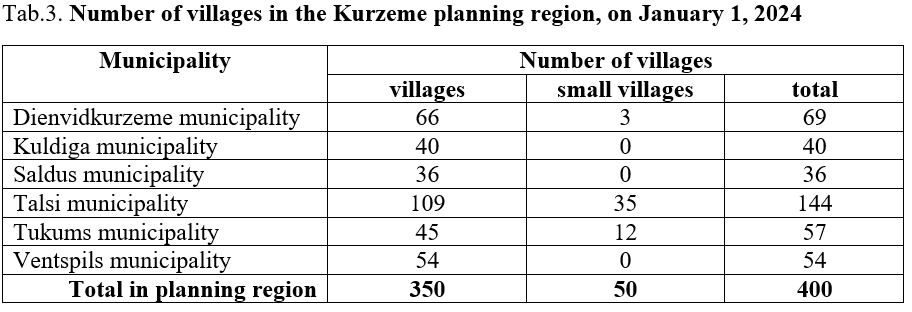 Tab.3. Number of villages in the Kurzeme planning region, on January 1, 2024
Municipality Number of villages
villages small villages total
Dienvidkurzeme municipality 66 3 69
Kuldiga municipality 40 0 40
Saldus municipality 36 0 36
Talsi municipality 109 35 144
Tukums municipality 45 12 57
Ventspils municipality 54 0 54
Total in planning region 350 50 400